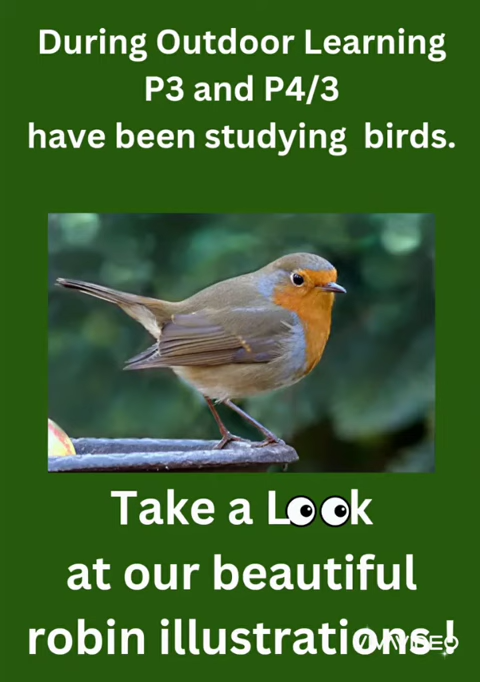 During Outdoor Learning
P3 and P4/3
have been studying birds.
Take a Look
at our beautiful
robin illustrations !